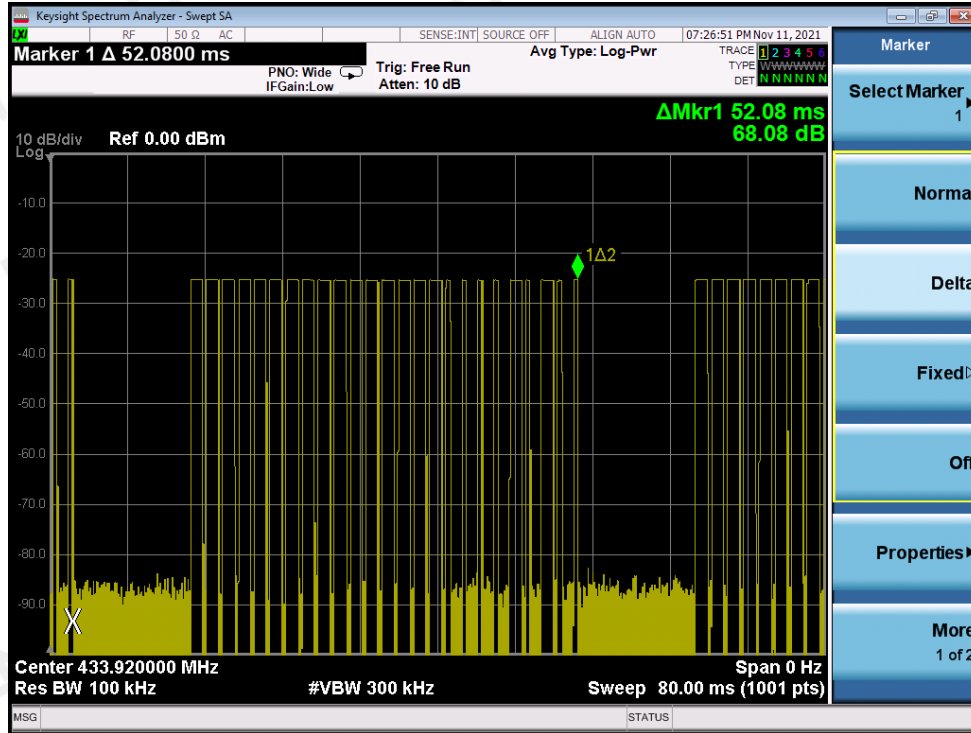 Keysight Spectrum Analyzer - Swept SA
LXI
RF 50 Ω AC SENSE:INT SOURCE OFF ALIGN AUTO 07:26:51 PM Nov 11, 2021
Marker 1 Δ 52.0800 ms
PNO: Wide
IFGain:Low
Trig: Free Run
Atten: 10 dB
Avg Type: Log-Pwr
TRACE 1 2 3 4 5 6
TYPE WWWWWW
DET N N N N N N
ΔMkr1 52.08 ms
68.08 dB
10 dB/div Ref 0.00 dBm
Log
-10.0
-20.0
-30.0
-40.0
-50.0
-60.0
-70.0
-80.0
-90.0
1Δ2
X
Center 433.920000 MHz Span 0 Hz
Res BW 100 kHz #VBW 300 kHz Sweep 80.00 ms (1001 pts)
MSG STATUS
Marker
Select Marker
1
Norma
Delta
Fixed
Off
Properties
More
1 of 2